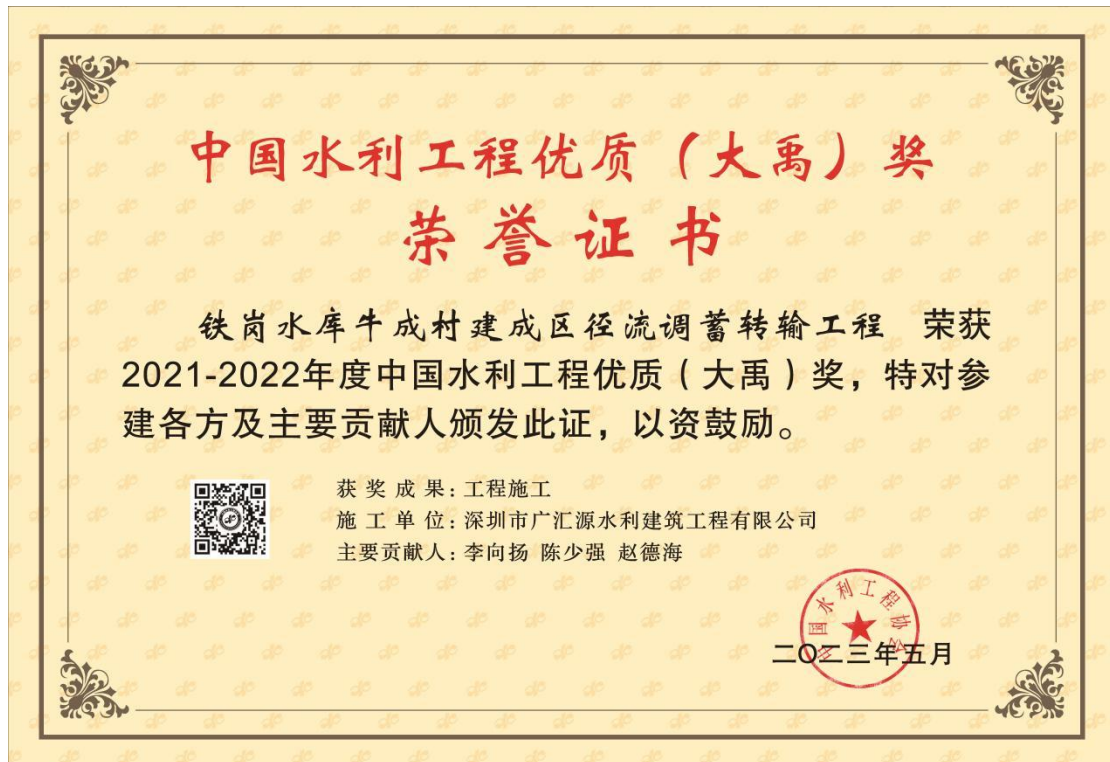 中国水利工程优质（大禹）奖
荣誉证书
铁岗水库牛成村建成区径流调蓄转输工程 荣获
2021-2022年度中国水利工程优质（大禹）奖，特对参
建各方及主要贡献人颁发此证，以资鼓励。
获奖成果：工程施工
施工单位：深圳市广汇源水利建筑工程有限公司
主要贡献人：李向扬 陈少强 赵德海
中国水利工程协会
二〇二三年五月